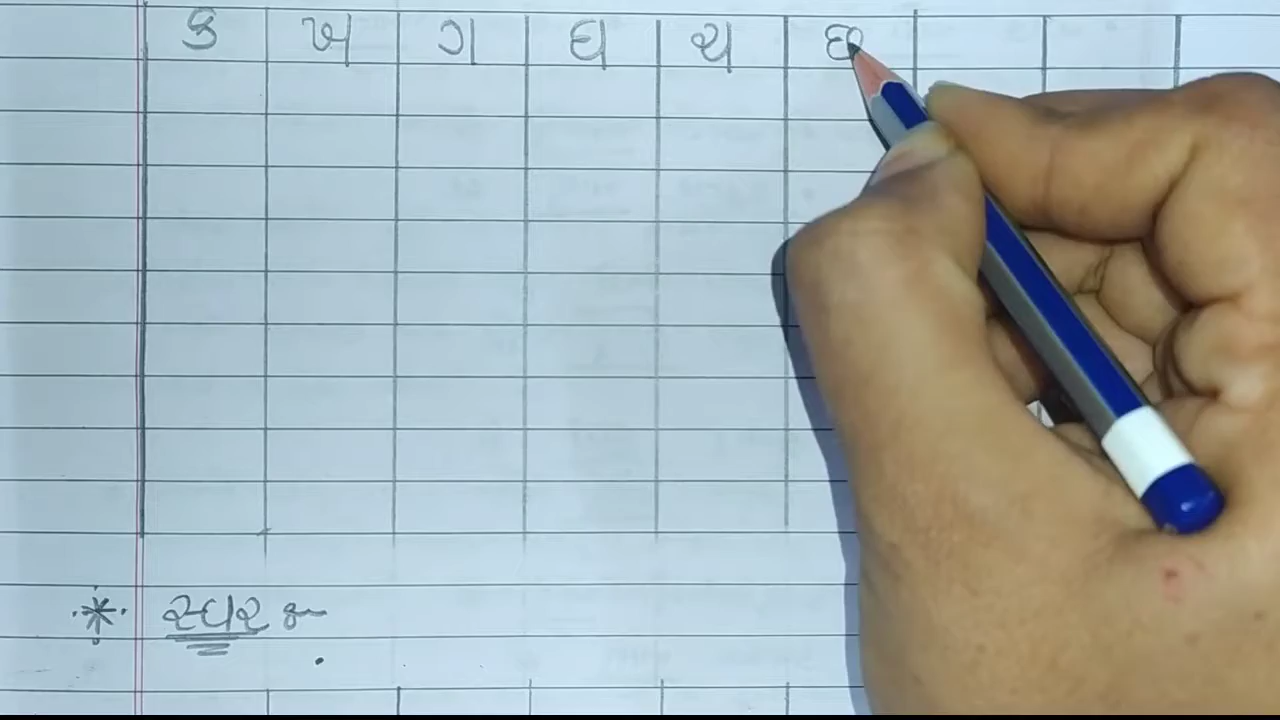 ક ખ ગ ઘ ચ છ
* સ્વર :-